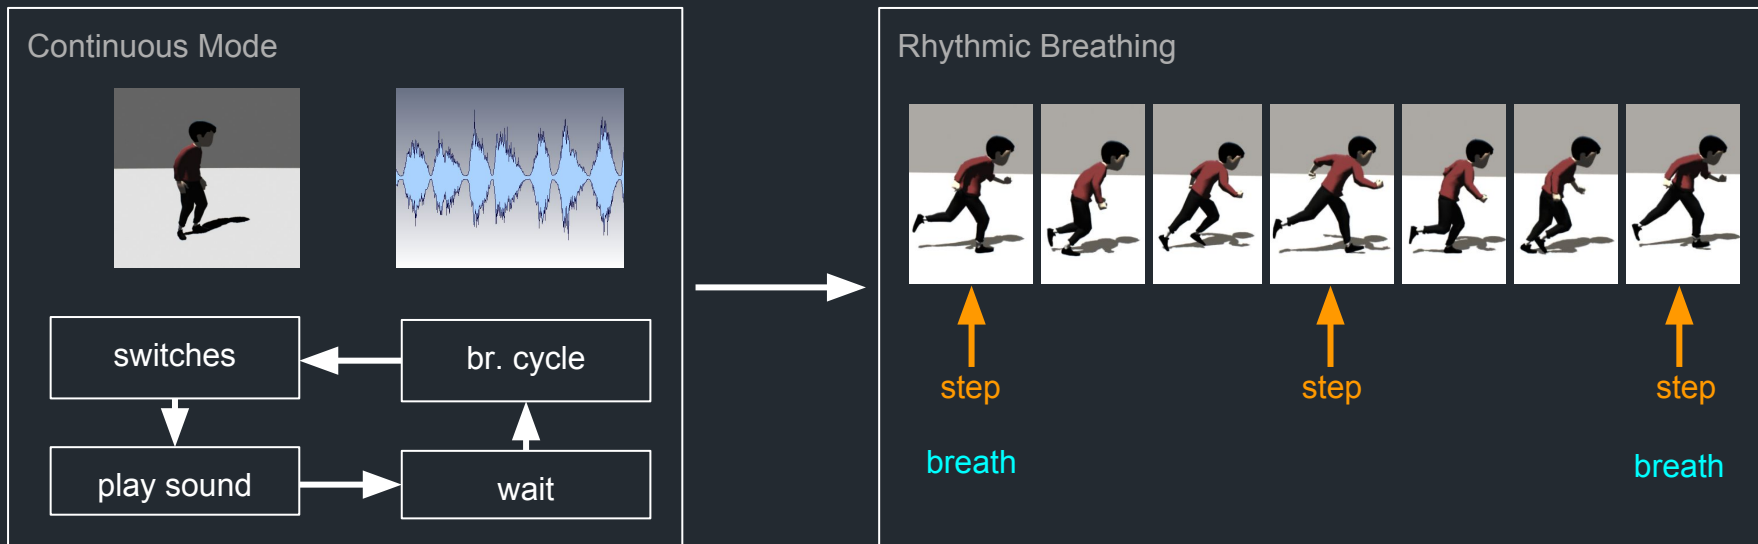 Continuous Mode
switches
br. cycle
play sound
wait
Rhythmic Breathing
step
step
step
breath
breath